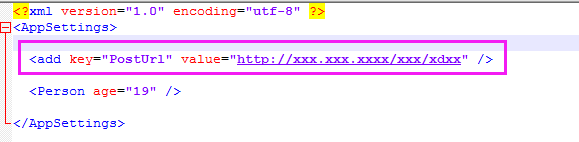 <?xml version="1.0" encoding="utf-8" ?>
<AppSettings>
<add key="PostUrl" value="http://xxx.xxx.xxxx/xxx/xdxx" />
<Person age="19" />
</AppSettings>